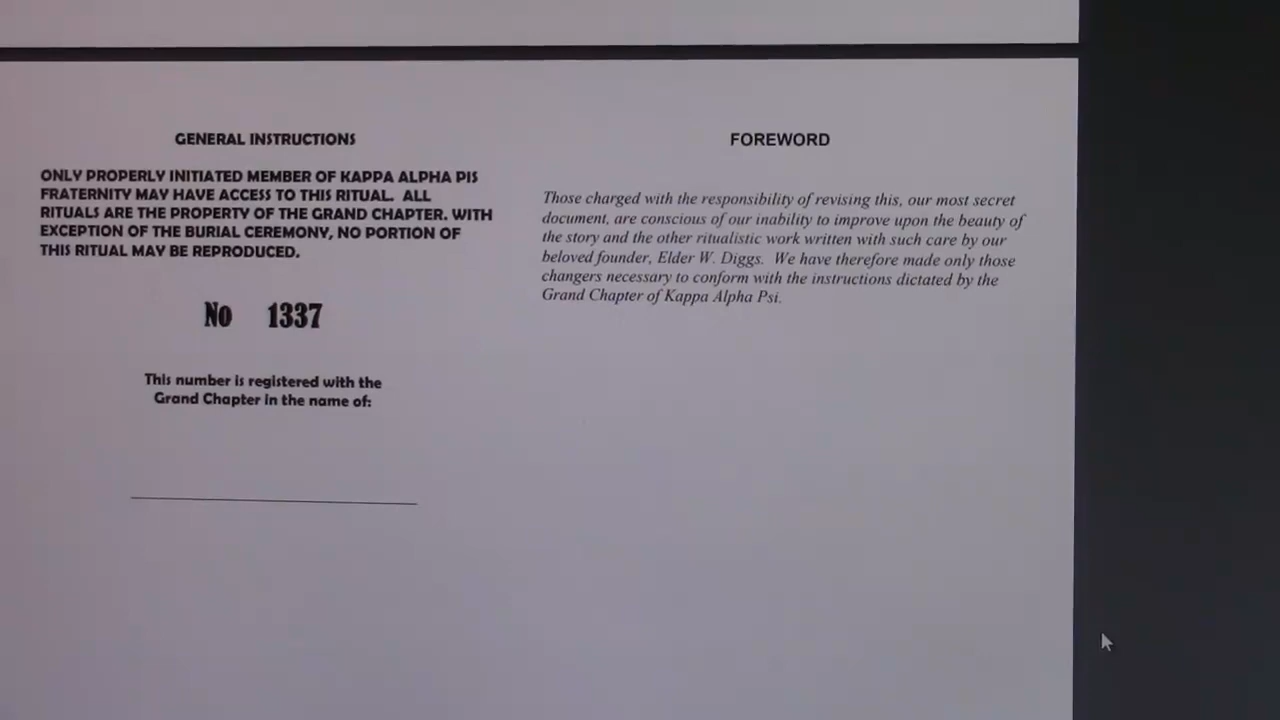 GENERAL INSTRUCTIONS
ONLY PROPERLY INITIATED MEMBER OF KAPPA ALPHA PIS
FRATERNITY MAY HAVE ACCESS TO THIS RITUAL. ALL
RITUALS ARE THE PROPERTY OF THE GRAND CHAPTER. WITH
EXCEPTION OF THE BURIAL CEREMONY, NO PORTION OF
THIS RITUAL MAY BE REPRODUCED.
No 1337
This number is registered with the
Grand Chapter in the name of:
FOREWORD
Those charged with the responsibility of revising this, our most secret
document, are conscious of our inability to improve upon the beauty of
the story and the other ritualistic work written with such care by our
beloved founder, Elder W. Diggs. We have therefore made only those
changers necessary to conform with the instructions dictated by the
Grand Chapter of Kappa Alpha Psi.